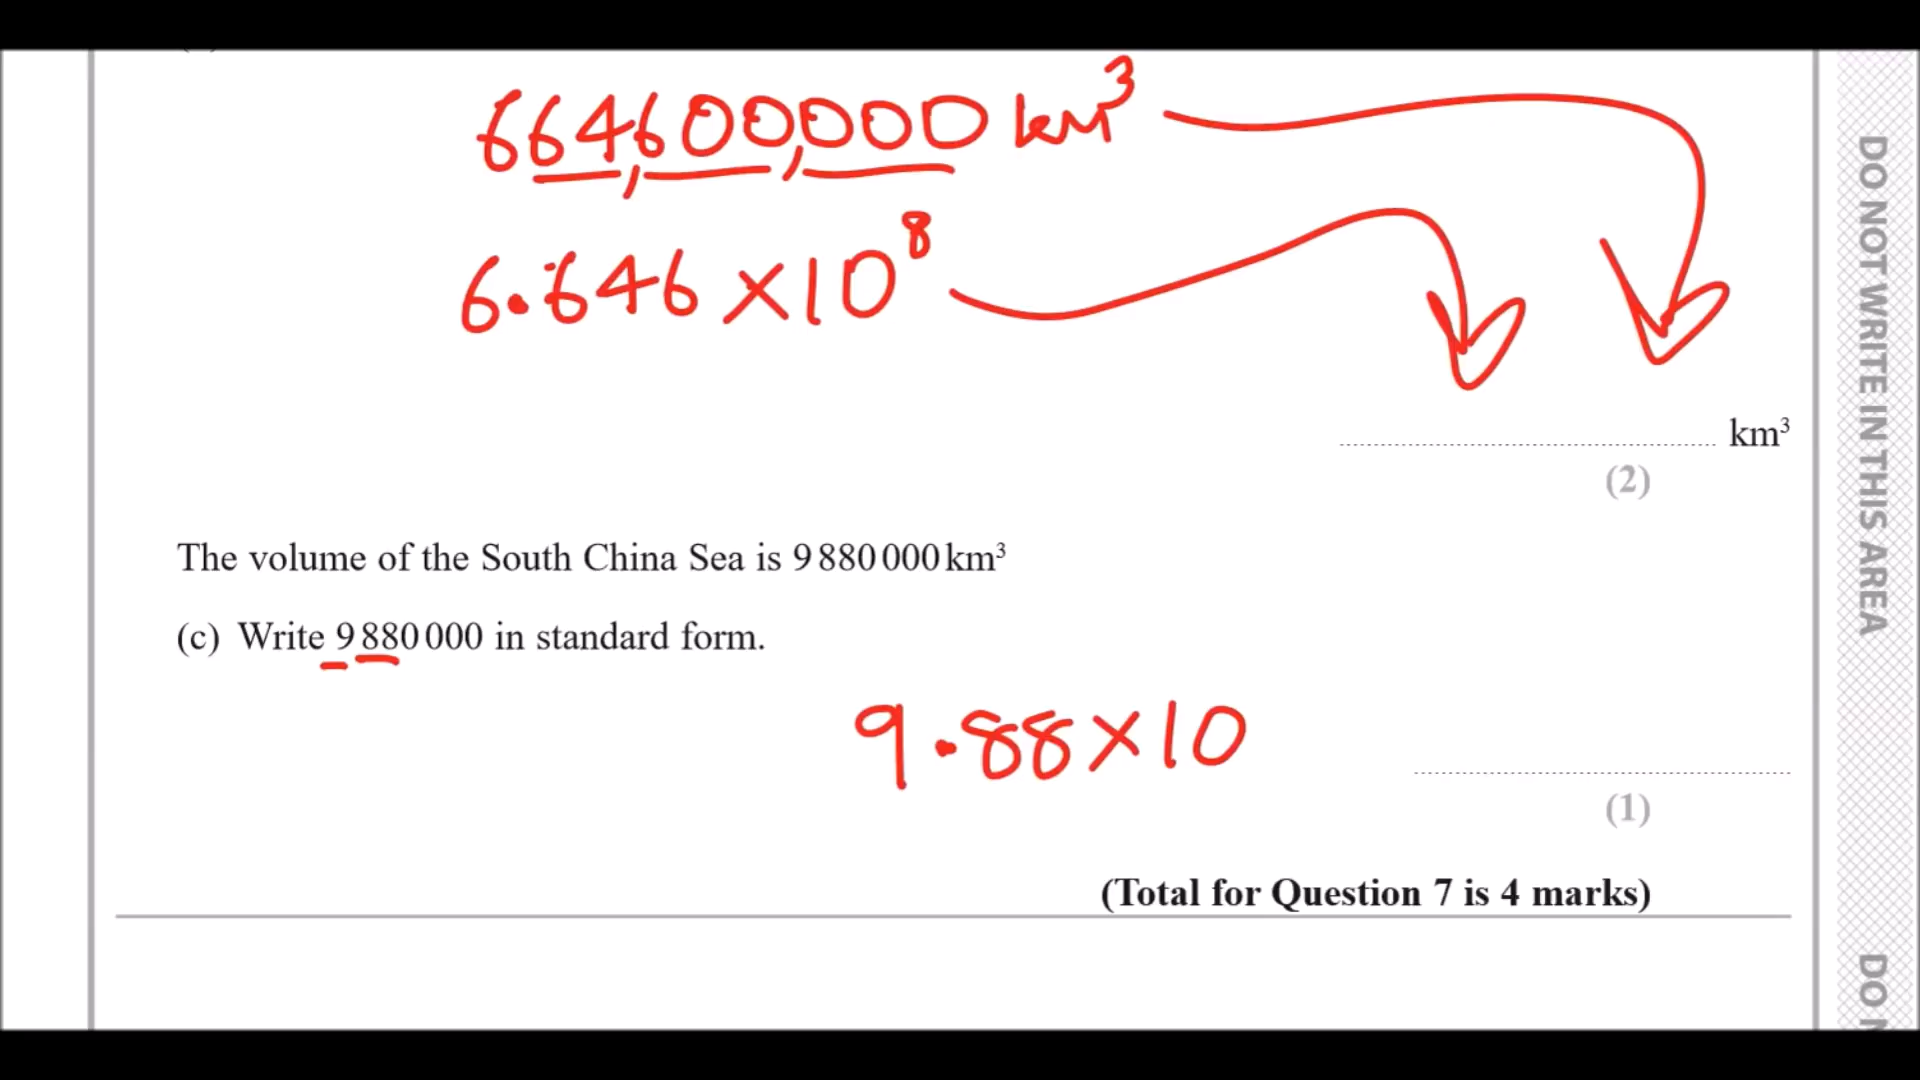 664,600,000 km³
6.646 × 10⁸
km³
(2)
The volume of the South China Sea is 9 880 000 km³
(c) Write 9 880 000 in standard form.
9.88 × 10
(1)
(Total for Question 7 is 4 marks)
DO NOT WRITE IN THIS AREA
DO N